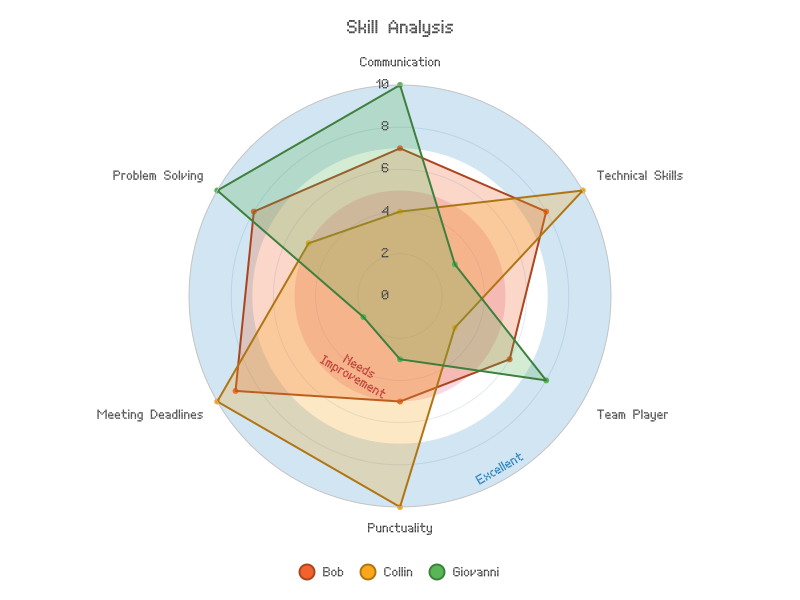 Skill Analysis
Communication
10
8
6
4
2
0
Problem Solving
Technical Skills
Needs
Improvement
Meeting Deadlines
Team Player
Excellent
Punctuality
Bob
Collin
Giovanni